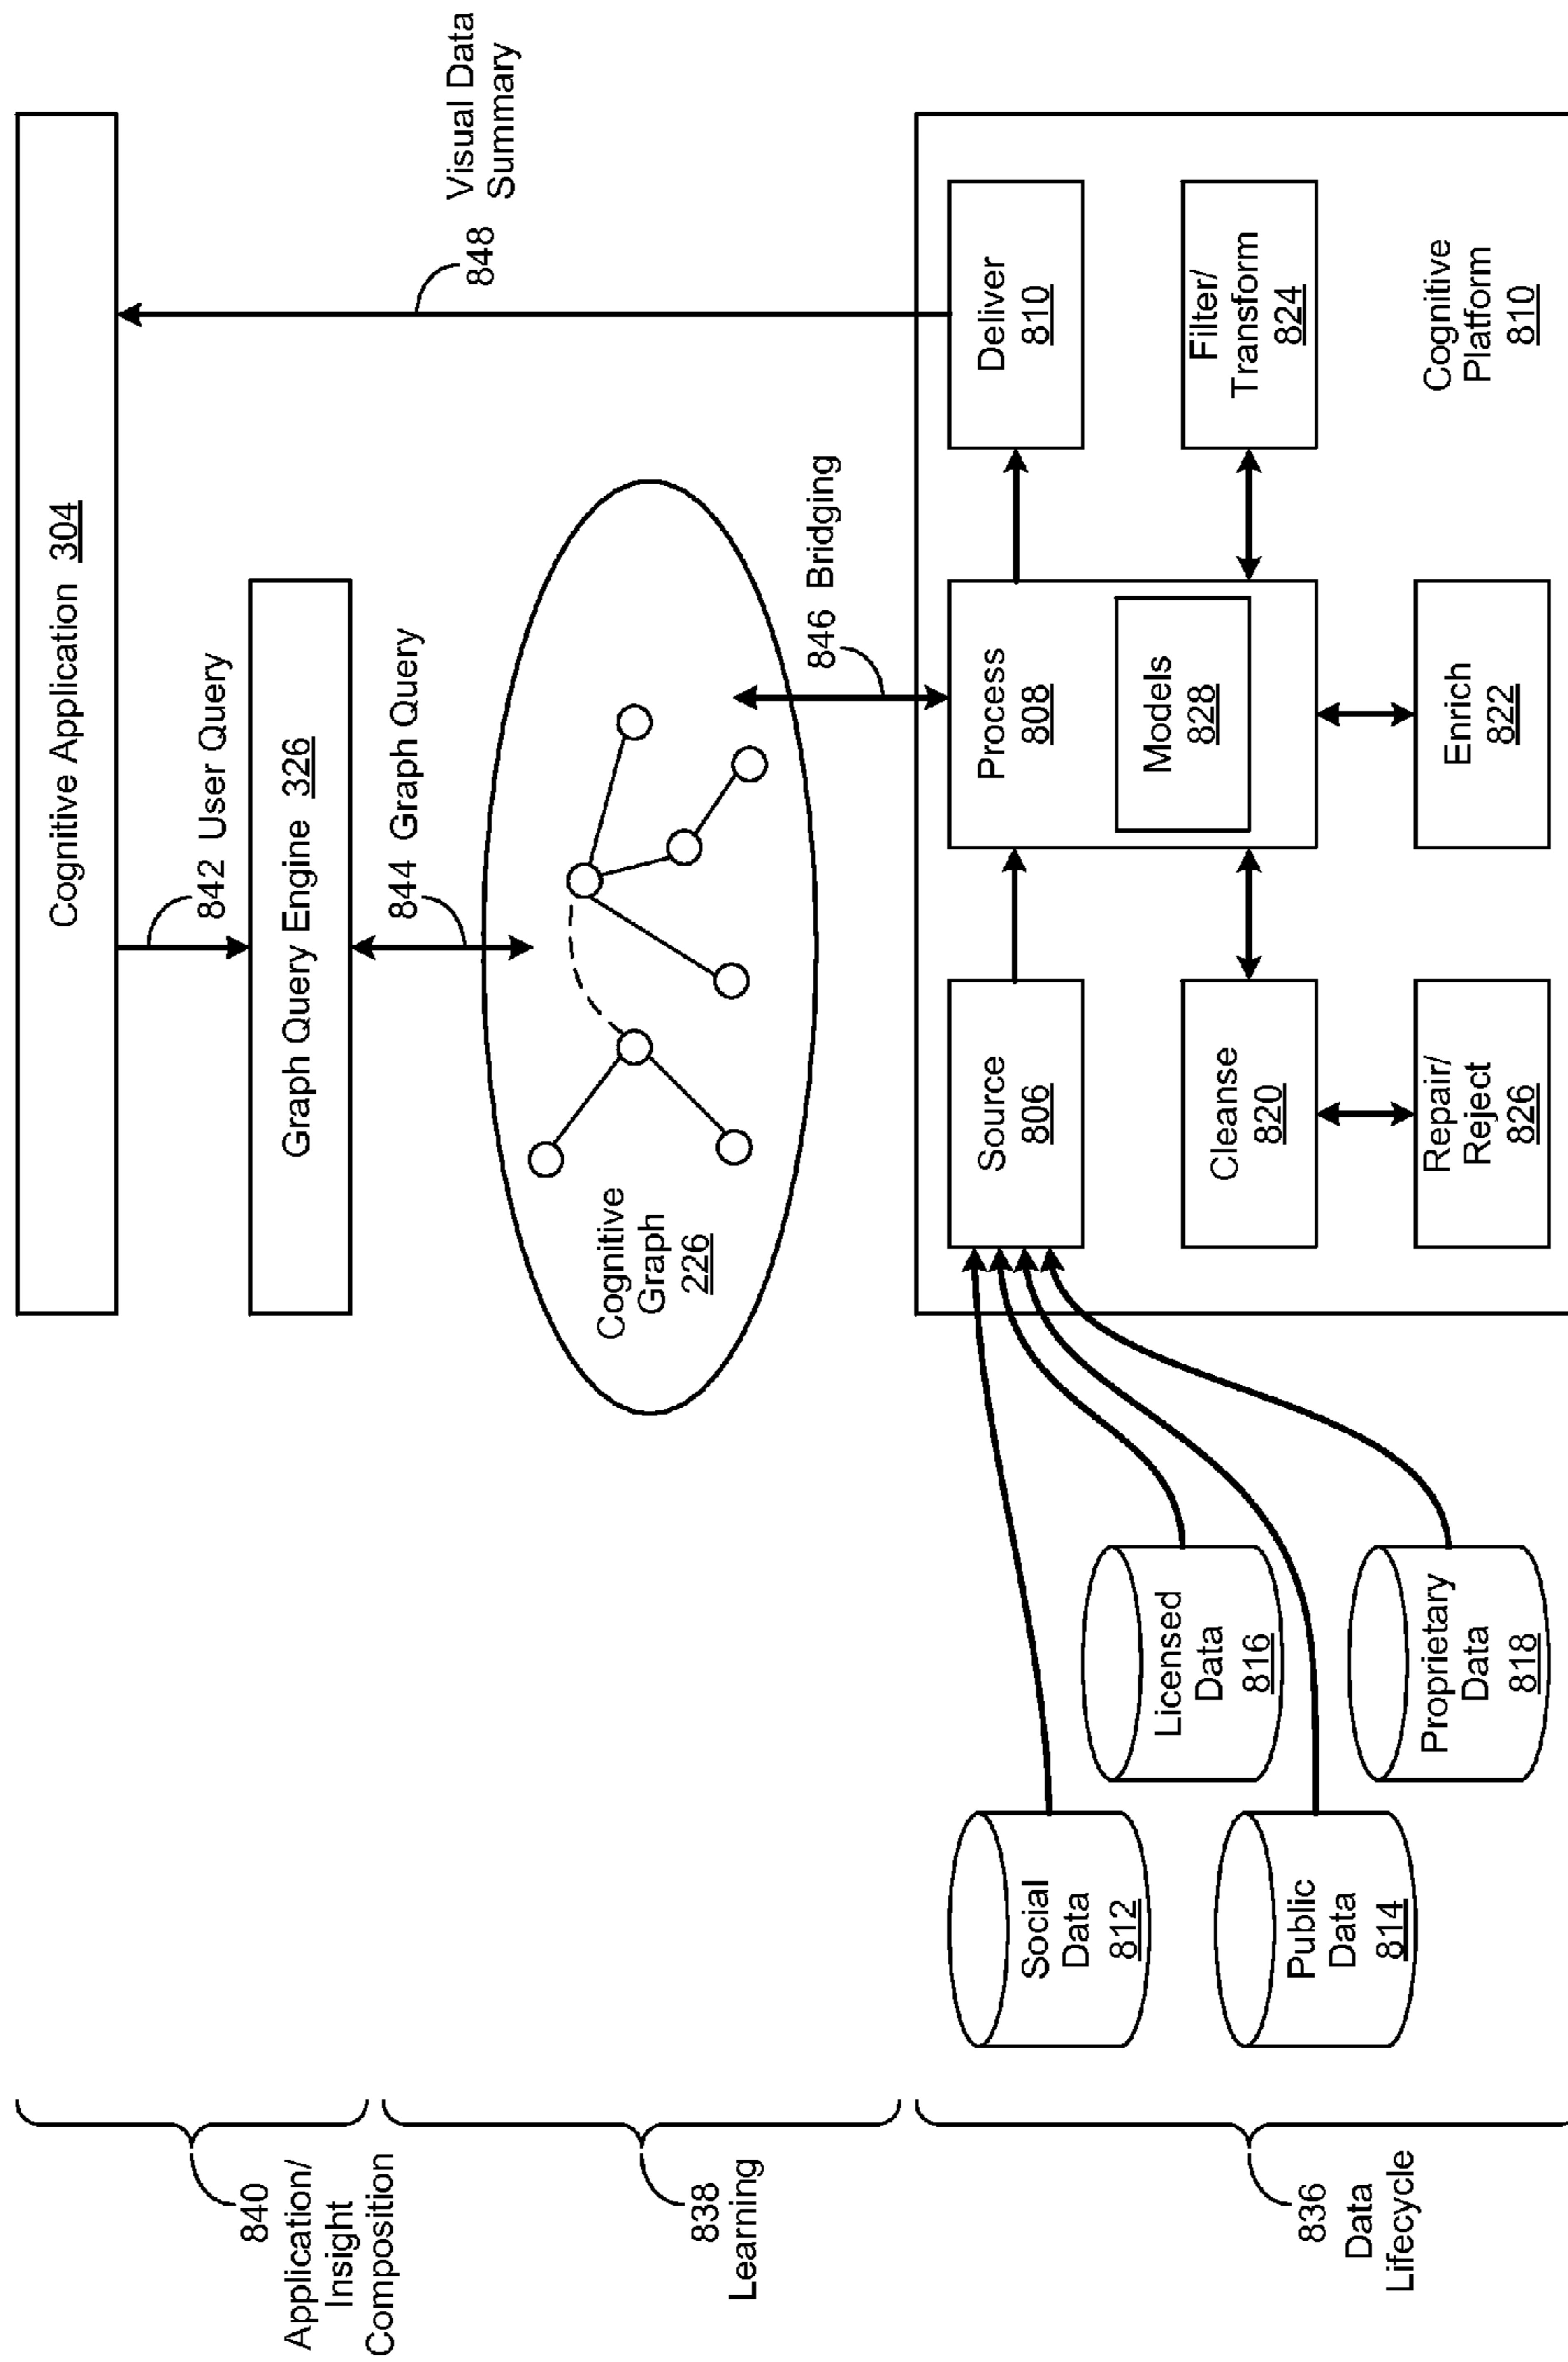 Cognitive Application 304
842 User Query
Graph Query Engine 326
844 Graph Query
848
Visual Data
Summary
840
Application/
Insight
Composition
Cognitive
Graph
226
838
Learning
846 Bridging
Social
Data
812
Licensed
Data
816
Public
Data
814
Proprietary
Data
818
Source
806
Process
808
Models
828
Deliver
810
Cleanse
820
Filter/
Transform
824
Repair/
Reject
826
Enrich
822
Cognitive
Platform
810
836
Data
Lifecycle